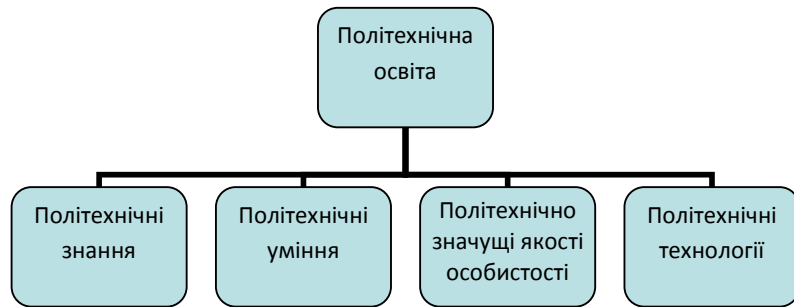 Політехнічна
освіта
Політехнічні
знання
Політехнічні
уміння
Політехнічно
значущі якості
особистості
Політехнічні
технології